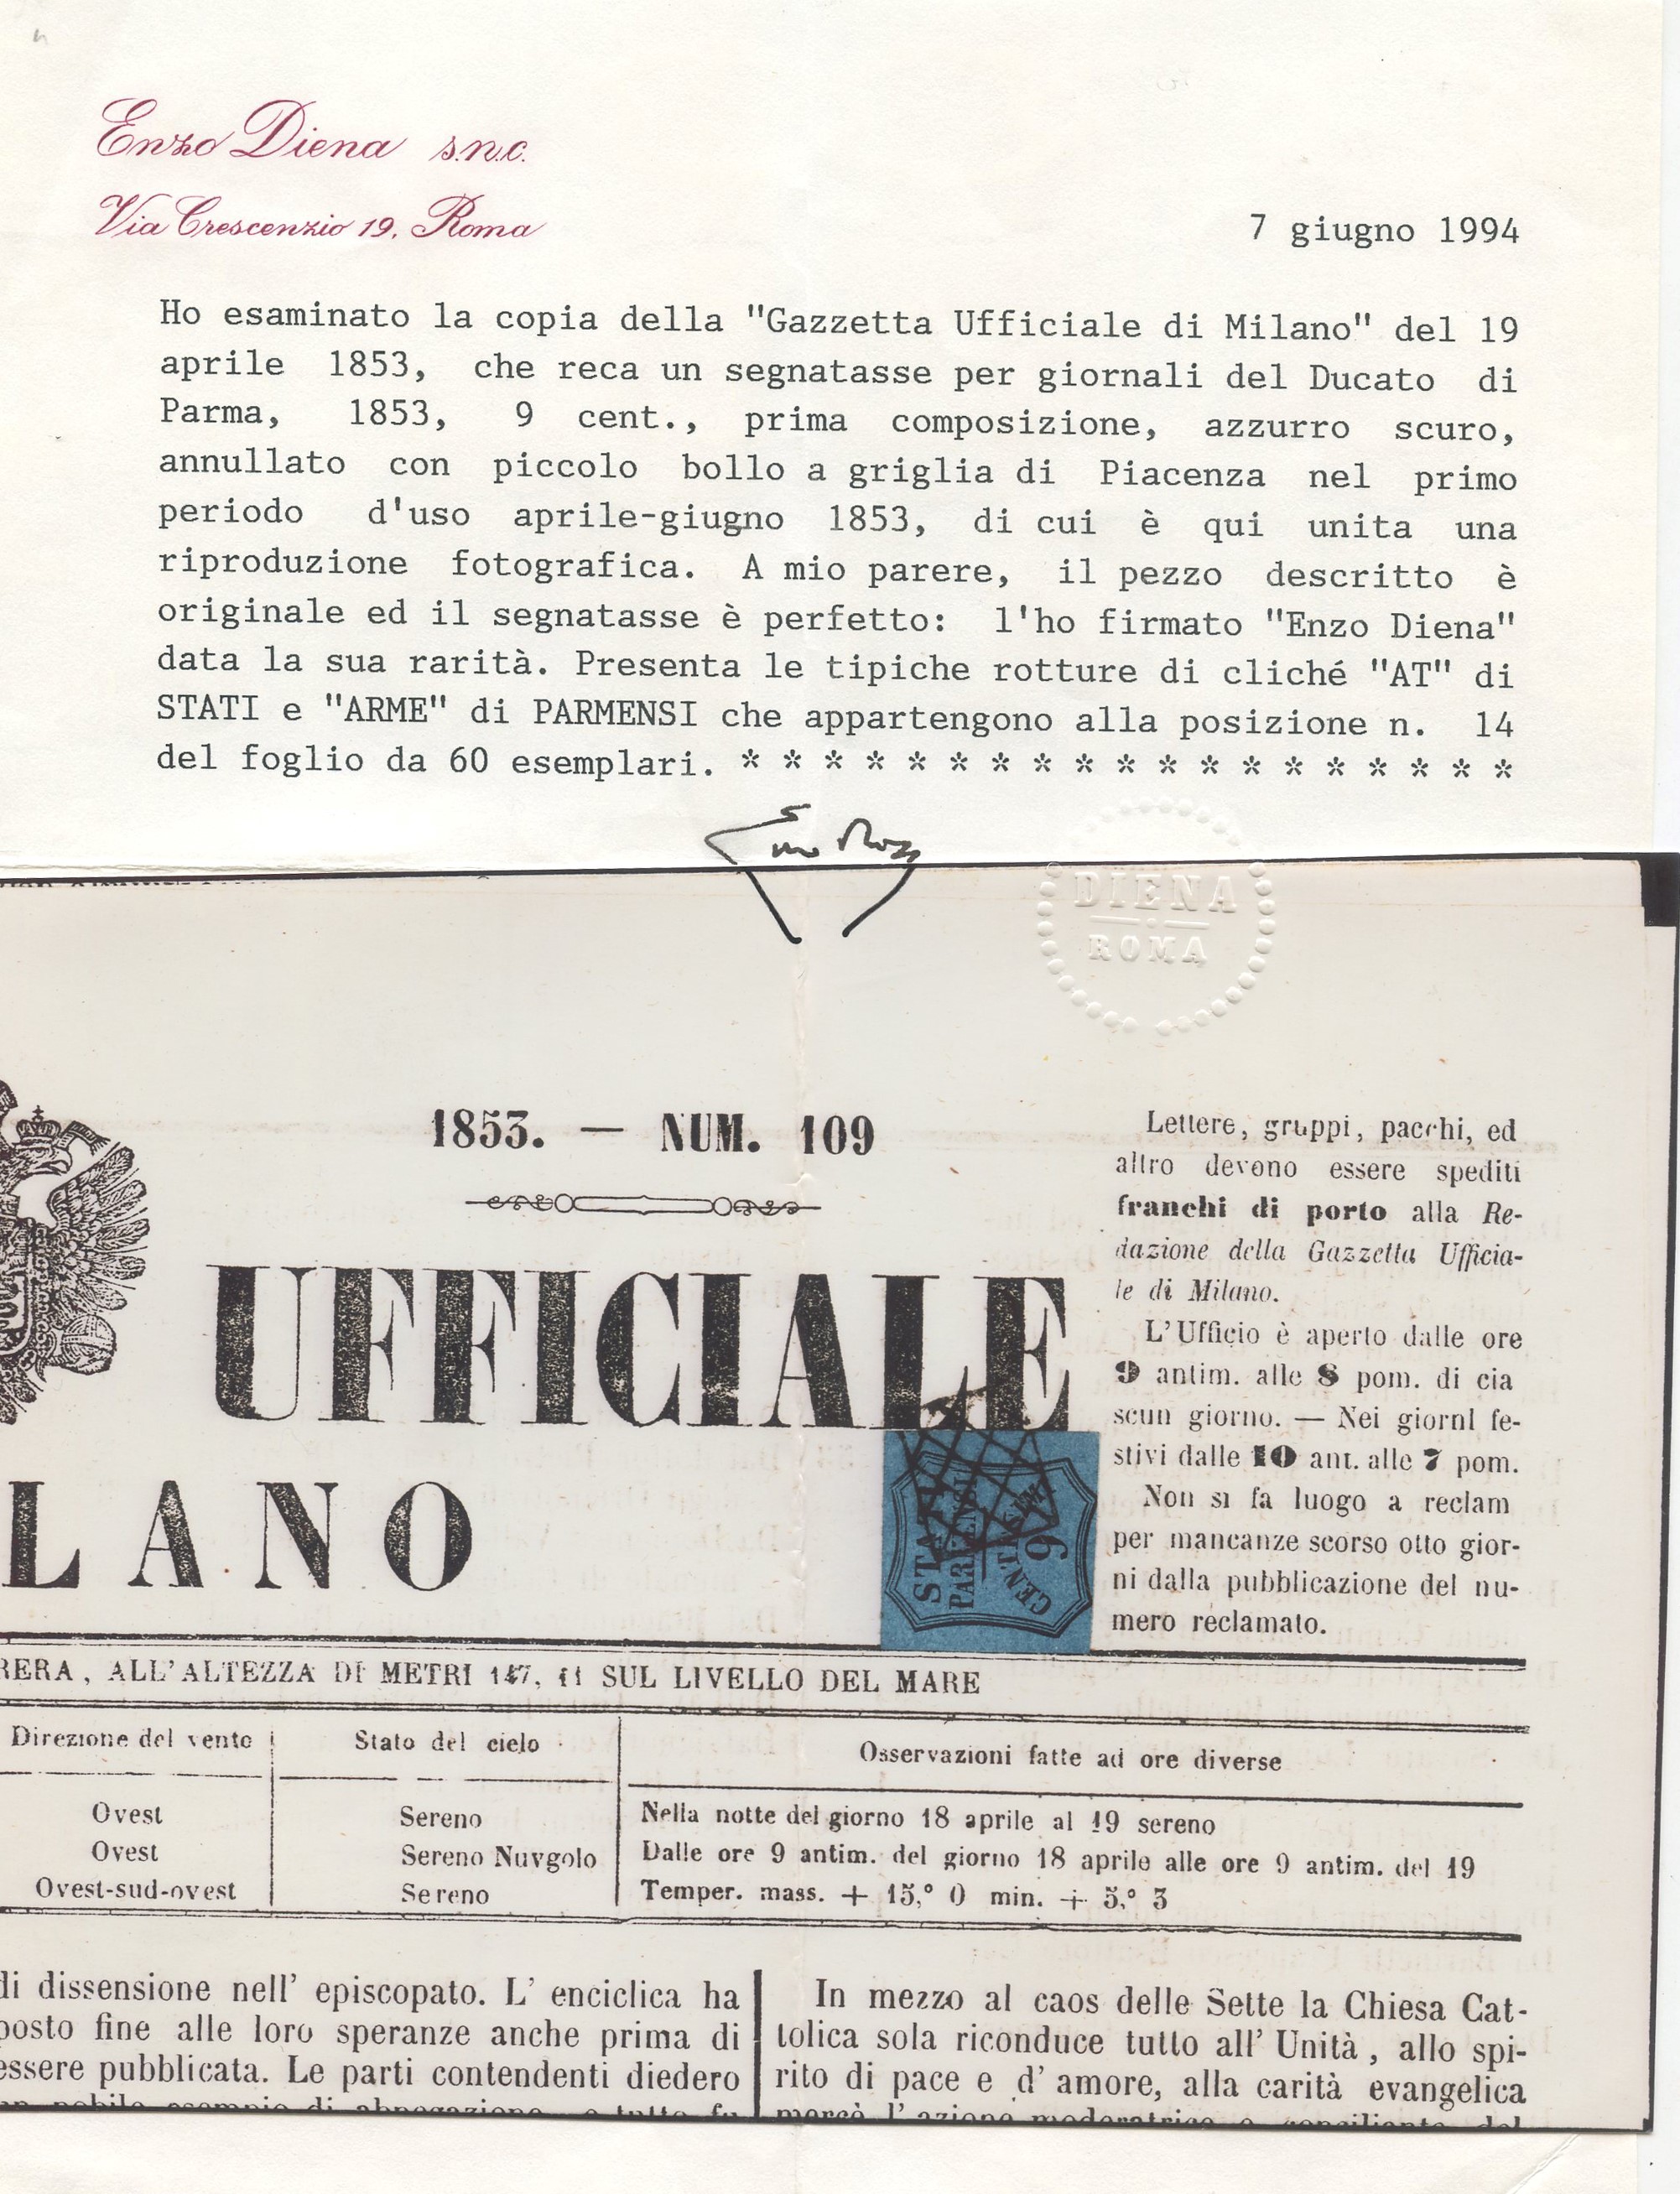 Enzo Diena s.n.c.
Via Crescenzio 19, Roma
7 giugno 1994
Ho esaminato la copia della "Gazzetta Ufficiale di Milano" del 19
aprile 1853, che reca un segnatasse per giornali del Ducato di
Parma, 1853, 9 cent., prima composizione, azzurro scuro,
annullato con piccolo bollo a griglia di Piacenza nel primo
periodo d'uso aprile-giugno 1853, di cui è qui unita una
riproduzione fotografica. A mio parere, il pezzo descritto è
originale ed il segnatasse è perfetto: l'ho firmato "Enzo Diena"
data la sua rarità. Presenta le tipiche rotture di cliché "AT" di
STATI e "ARME" di PARMENSI che appartengono alla posizione n. 14
del foglio da 60 esemplari. * * * * * * * * * * * * * * * * * * *
DIENA
ROMA
1853. — NUM. 109
UFFICIALE
LANO
Lettere, gruppi, pacchi, ed
altro devono essere spediti
franchi di porto alla Re-
dazione della Gazzetta Ufficia-
le di Milano.
L'Ufficio è aperto dalle ore
9 antim. alle 8 pom. di cia
scun giorno. — Nei giorni fe-
stivi dalle 10 ant. alle 7 pom.
Non si fa luogo a reclam
per mancanze scorso otto gior-
ni dalla pubblicazione del nu-
mero reclamato.
9
RERA, ALL'ALTEZZA DI METRI 147, 11 SUL LIVELLO DEL MARE
Direzione del vento Stato del cielo Osservazioni fatte ad ore diverse
Ovest Sereno Nella notte del giorno 18 aprile al 19 sereno
Ovest Sereno Nuvgolo Dalle ore 9 antim. del giorno 18 aprile alle ore 9 antim. del 19
Ovest-sud-ovest Sereno Temper. mass. + 15,° 0 min. + 5,° 3
di dissensione nell' episcopato. L' enciclica ha
posto fine alle loro speranze anche prima di
essere pubblicata. Le parti contendenti diedero
nobile esempio di abnegazione e tutto fu
In mezzo al caos delle Sette la Chiesa Cat-
tolica sola riconduce tutto all' Unità, allo spi-
rito di pace e d' amore, alla carità evangelica
mercè l' azione moderatrice e conciliante del